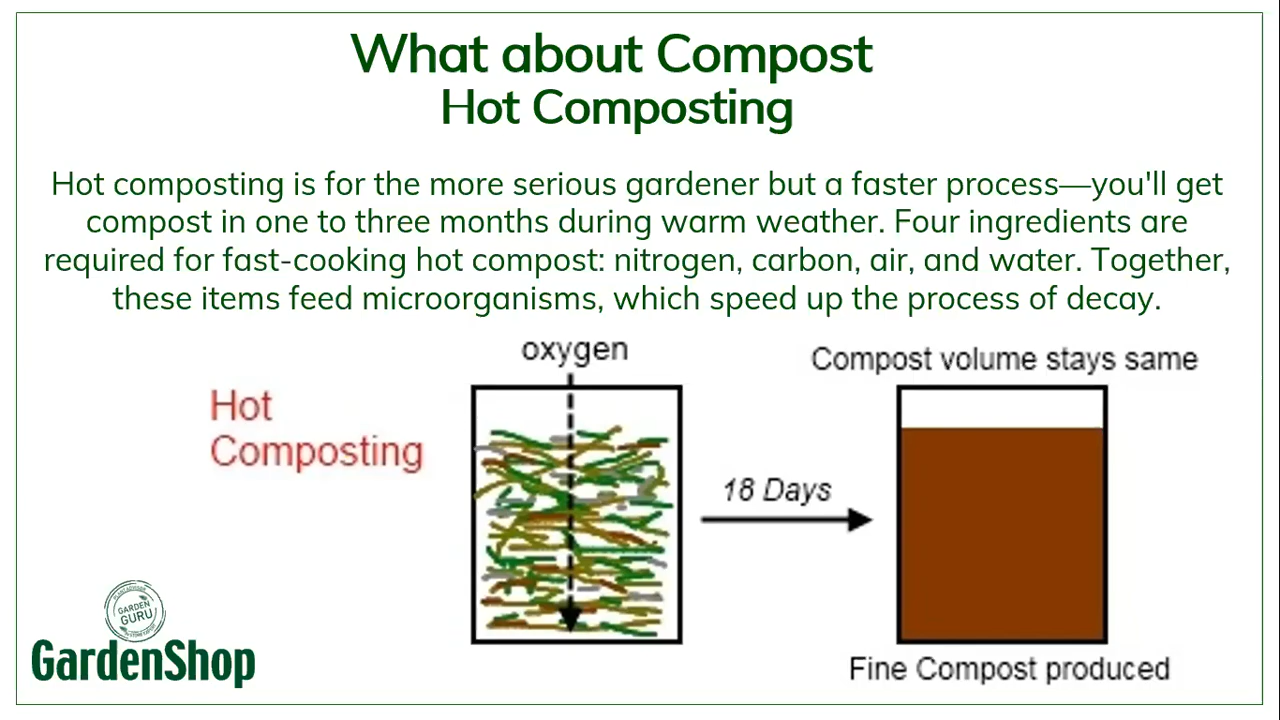 What about Compost
Hot Composting
Hot composting is for the more serious gardener but a faster process—you'll get
compost in one to three months during warm weather. Four ingredients are
required for fast-cooking hot compost: nitrogen, carbon, air, and water. Together,
these items feed microorganisms, which speed up the process of decay.
oxygen
Compost volume stays same
Hot
Composting
18 Days
Fine Compost produced
GARDEN
GURU
GardenShop